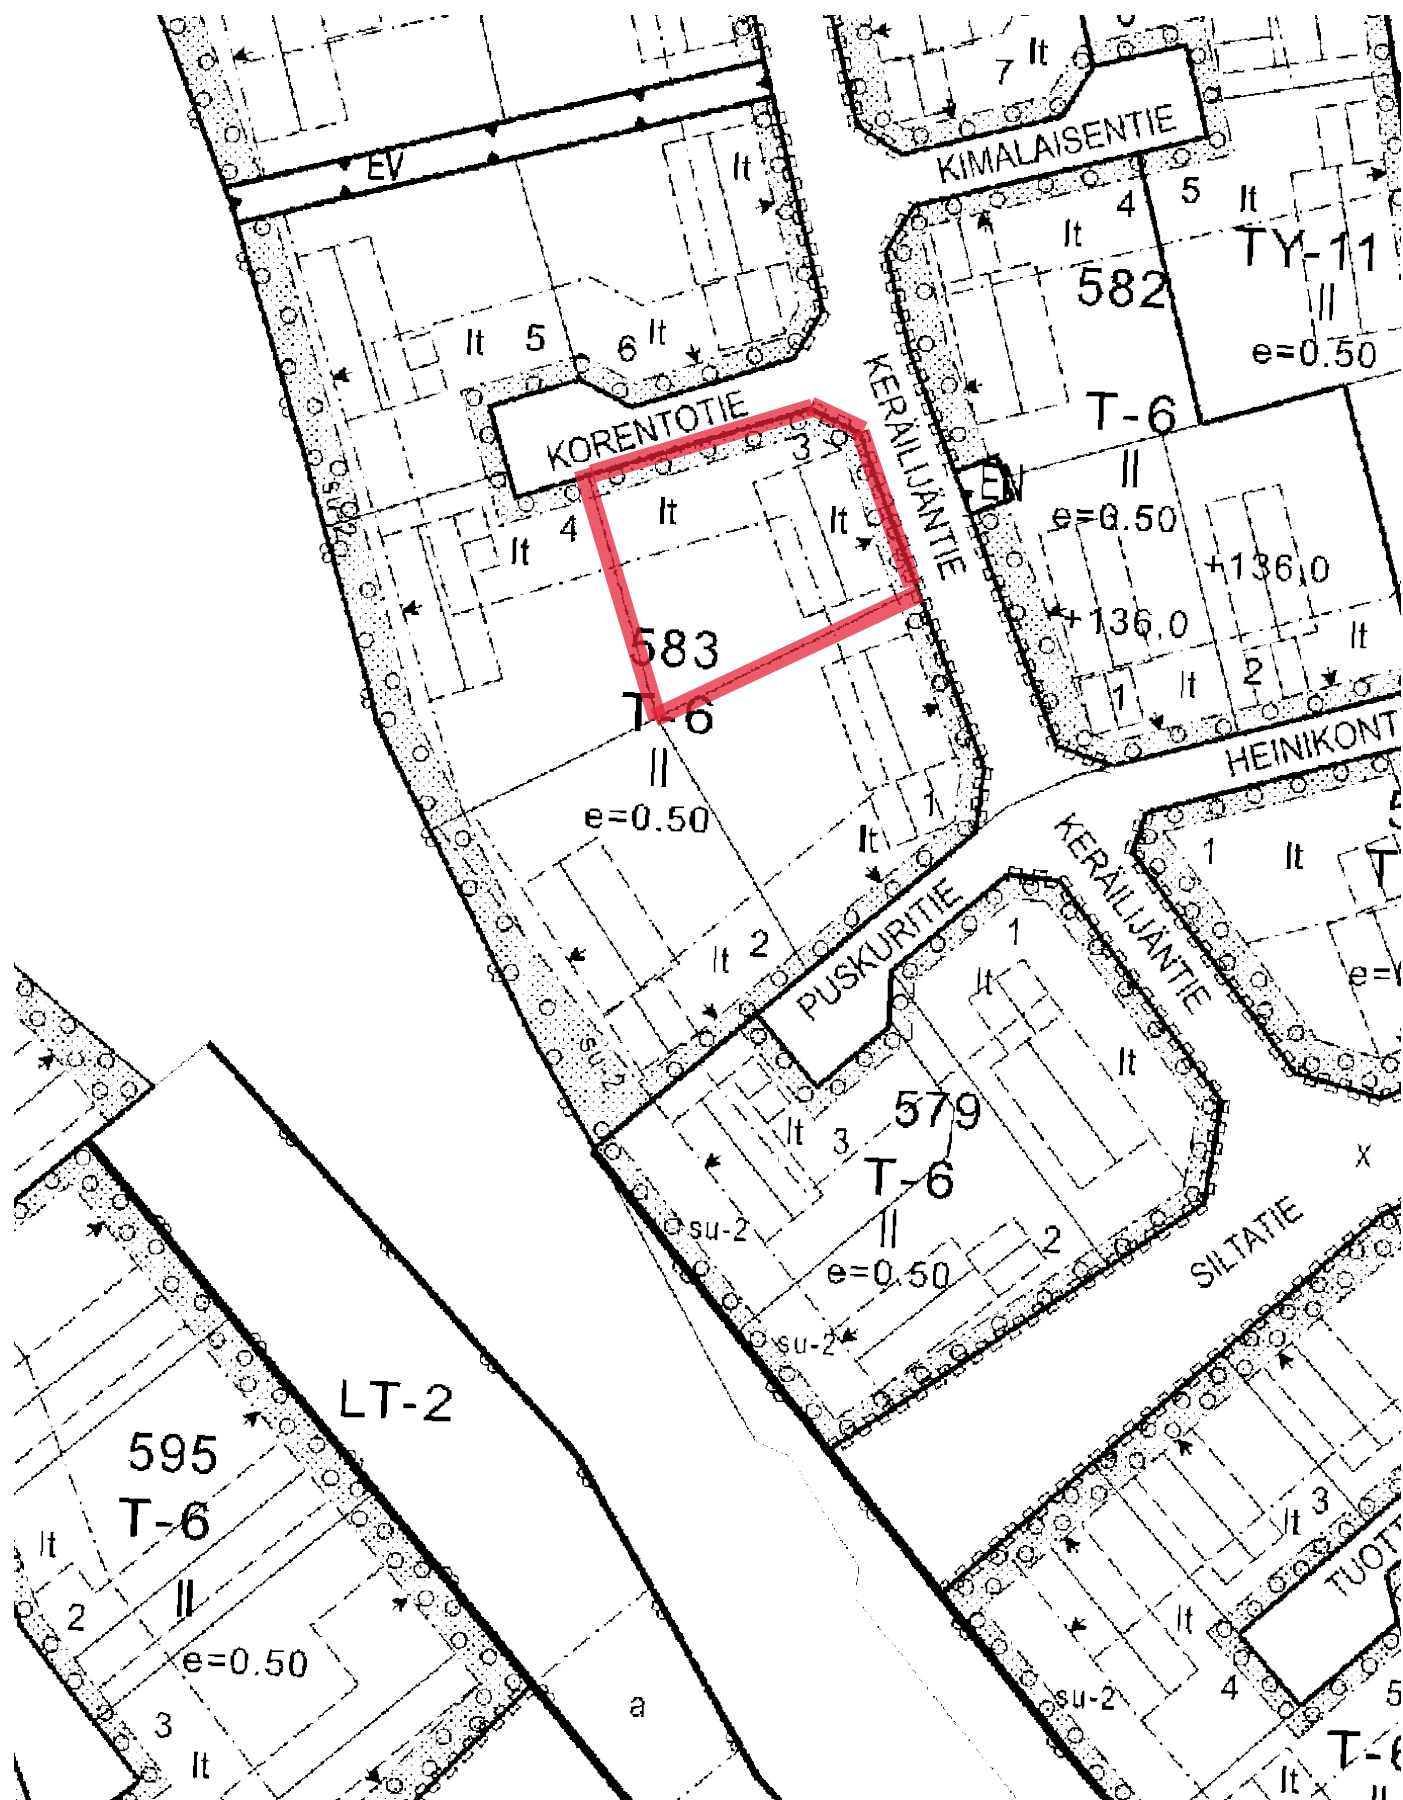 lt
7
KIMALAISENTIE
EV
lt
4
5
lt
lt
TY-11
582
II
e=0.50
lt
5
6
lt
KORENTOTIE
KERÄILIJÄNTIE
T-6
II
3
lt
lt
4
lt
EV
e=0.50
+136.0
+136.0
583
T-6
II
e=0.50
lt
1
lt
2
HEINIKONT
1
lt
KERÄILIJÄNTIE
1
lt
T
e=
PUSKURITIE
2
lt
1
lt
lt
su-2
579
lt
3
T-6
II
e=0.50
su-2
2
su-2
x
SILTATIE
LT-2
595
T-6
II
e=0.50
lt
2
3
lt
a
lt
3
TUOTT
lt
4
su-2
5
T-6
II
lt